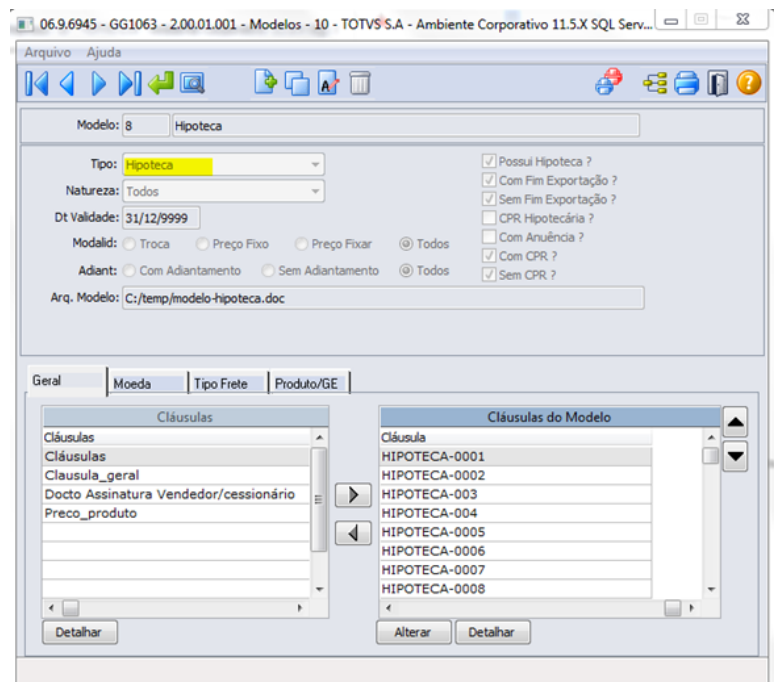 06.9.6945 - GG1063 - 2.00.01.001 - Modelos - 10 - TOTVS S.A - Ambiente Corporativo 11.5.X SQL Serv...
Arquivo Ajuda
Modelo: 8 Hipoteca
Tipo: Hipoteca
Natureza: Todos
Dt Validade: 31/12/9999
Modalid: Troca Preço Fixo Preço Fixar Todos
Adiant: Com Adiantamento Sem Adiantamento Todos
Arq. Modelo: C:/temp/modelo-hipoteca.doc
Possui Hipoteca ?
Com Fim Exportação ?
Sem Fim Exportação ?
CPR Hipotecária ?
Com Anuência ?
Com CPR ?
Sem CPR ?
Geral Moeda Tipo Frete Produto/GE
Cláusulas
Cláusulas
Cláusulas
Clausula_geral
Docto Assinatura Vendedor/cessionário
Preco_produto
Detalhar
Cláusulas do Modelo
Cláusula
HIPOTECA-0001
HIPOTECA-0002
HIPOTECA-003
HIPOTECA-004
HIPOTECA-0005
HIPOTECA-0006
HIPOTECA-0007
HIPOTECA-0008
Alterar Detalhar